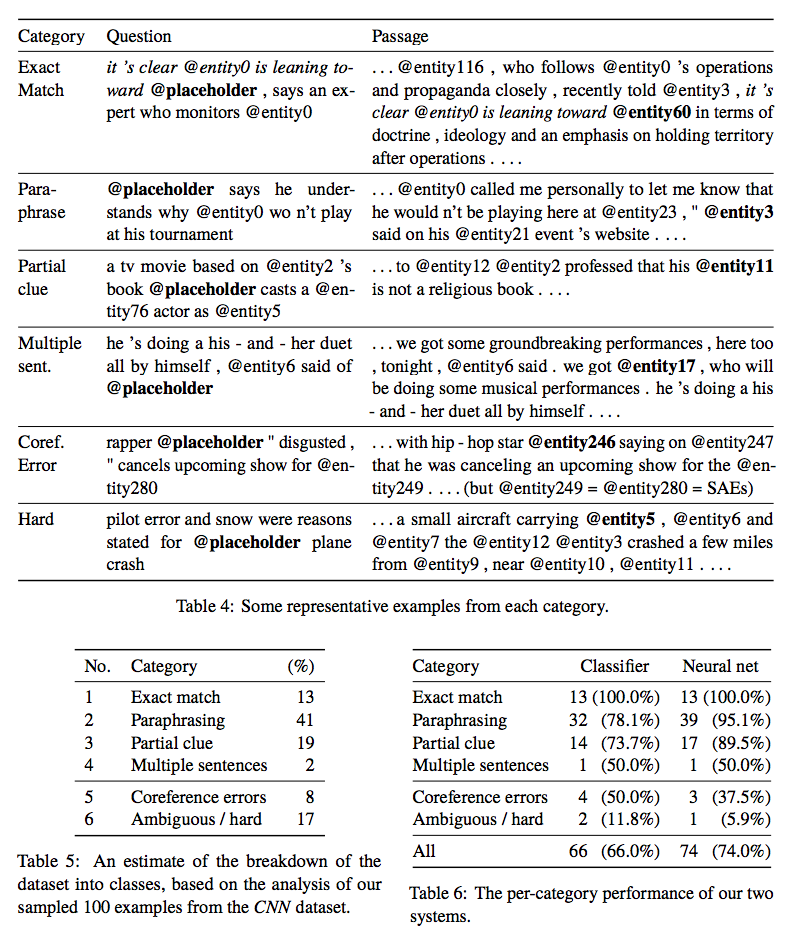 Category Question Passage
Exact Match it 's clear @entity0 is leaning to- . . . @entity116 , who follows @entity0 's operations
ward @placeholder , says an ex- and propaganda closely , recently told @entity3 , it 's
pert who monitors @entity0 clear @entity0 is leaning toward @entity60 in terms of
doctrine , ideology and an emphasis on holding territory
after operations . . . .
Para- @placeholder says he under- . . . @entity0 called me personally to let me know that
phrase stands why @entity0 wo n't play he would n't be playing here at @entity23 , " @entity3
at his tournament said on his @entity21 event 's website . . . .
Partial a tv movie based on @entity2 's . . . to @entity12 @entity2 professed that his @entity11
clue book @placeholder casts a @en- is not a religious book . . . .
tity76 actor as @entity5
Multiple he 's doing a his - and - her duet . . . we got some groundbreaking performances , here too
sent. all by himself , @entity6 said of , tonight , @entity6 said . we got @entity17 , who will
@placeholder be doing some musical performances . he 's doing a his
- and - her duet all by himself . . . .
Coref. rapper @placeholder " disgusted , . . . with hip - hop star @entity246 saying on @entity247
Error " cancels upcoming show for @en- that he was canceling an upcoming show for the @en-
tity280 tity249 . . . . (but @entity249 = @entity280 = SAEs)
Hard pilot error and snow were reasons . . . a small aircraft carrying @entity5 , @entity6 and
stated for @placeholder plane @entity7 the @entity12 @entity3 crashed a few miles
crash from @entity9 , near @entity10 , @entity11 . . . .
Table 4: Some representative examples from each category.
No. Category (%)
1 Exact match 13
2 Paraphrasing 41
3 Partial clue 19
4 Multiple sentences 2
5 Coreference errors 8
6 Ambiguous / hard 17
Table 5: An estimate of the breakdown of the
dataset into classes, based on the analysis of our
sampled 100 examples from the CNN dataset.
Category Classifier Neural net
Exact match 13 (100.0%) 13 (100.0%)
Paraphrasing 32 (78.1%) 39 (95.1%)
Partial clue 14 (73.7%) 17 (89.5%)
Multiple sentences 1 (50.0%) 1 (50.0%)
Coreference errors 4 (50.0%) 3 (37.5%)
Ambiguous / hard 2 (11.8%) 1 (5.9%)
All 66 (66.0%) 74 (74.0%)
Table 6: The per-category performance of our two
systems.